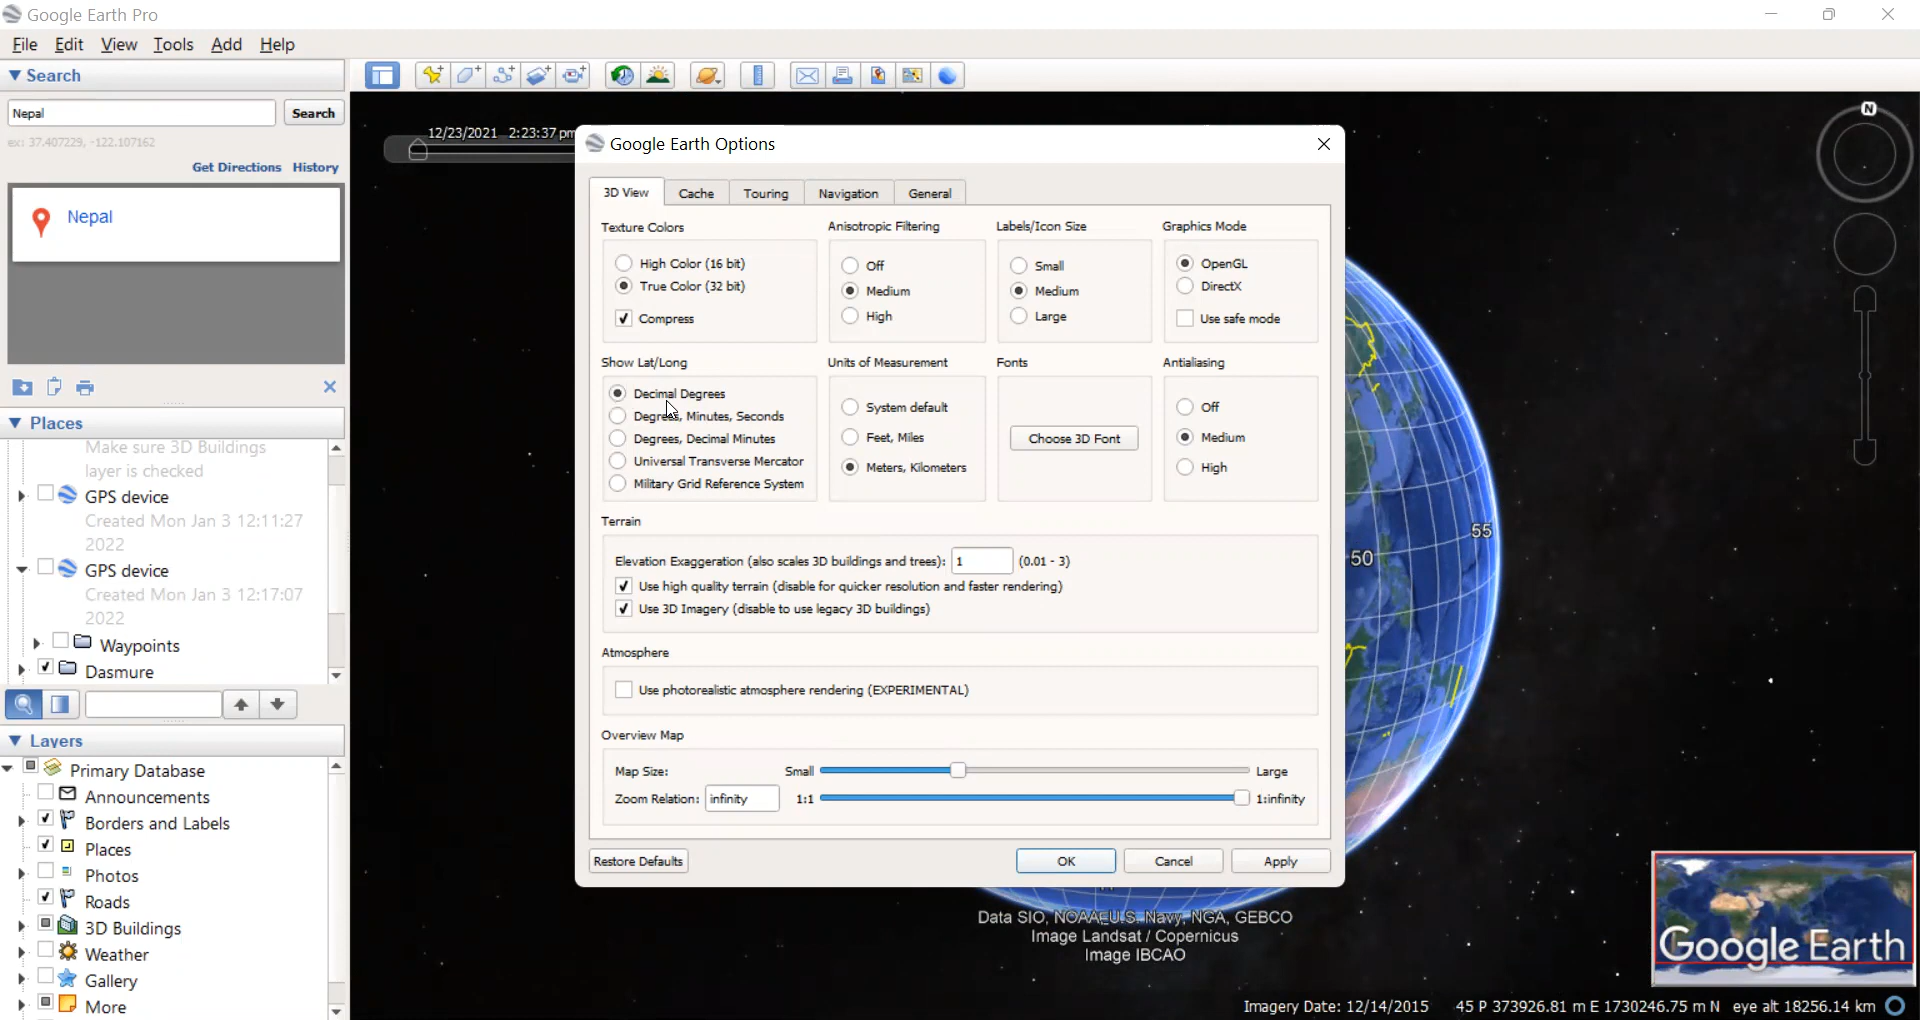 Google Earth Pro
File Edit View Tools Add Help
Search
Nepal
Search
ex: 37.407229, -122.107162
Get Directions History
Nepal
Places
Make sure 3D Buildings
layer is checked
GPS device
Created Mon Jan 3 12:11:27
2022
GPS device
Created Mon Jan 3 12:17:07
2022
Waypoints
Dasmure
Layers
Primary Database
Announcements
Borders and Labels
Places
Photos
Roads
3D Buildings
Weather
Gallery
More
12/23/2021 2:23:37 pm
Google Earth Options
3D View Cache Touring Navigation General
Texture Colors
High Color (16 bit)
True Color (32 bit)
Compress
Anisotropic Filtering
Off
Medium
High
Labels/Icon Size
Small
Medium
Large
Graphics Mode
OpenGL
DirectX
Use safe mode
Show Lat/Long
Decimal Degrees
Degrees, Minutes, Seconds
Degrees, Decimal Minutes
Universal Transverse Mercator
Military Grid Reference System
Units of Measurement
System default
Feet, Miles
Meters, Kilometers
Fonts
Choose 3D Font
Antialiasing
Off
Medium
High
Terrain
Elevation Exaggeration (also scales 3D buildings and trees): 1 (0.01 - 3)
Use high quality terrain (disable for quicker resolution and faster rendering)
Use 3D Imagery (disable to use legacy 3D buildings)
Atmosphere
Use photorealistic atmosphere rendering (EXPERIMENTAL)
Overview Map
Map Size: Small Large
Zoom Relation: infinity 1:1 1:infinity
Restore Defaults OK Cancel Apply
N
50
55
Data SIO, NOAA, U.S. Navy, NGA, GEBCO
Image Landsat / Copernicus
Image IBCAO
Google Earth
Imagery Date: 12/14/2015 45 P 373926.81 m E 1730246.75 m N eye alt 18256.14 km